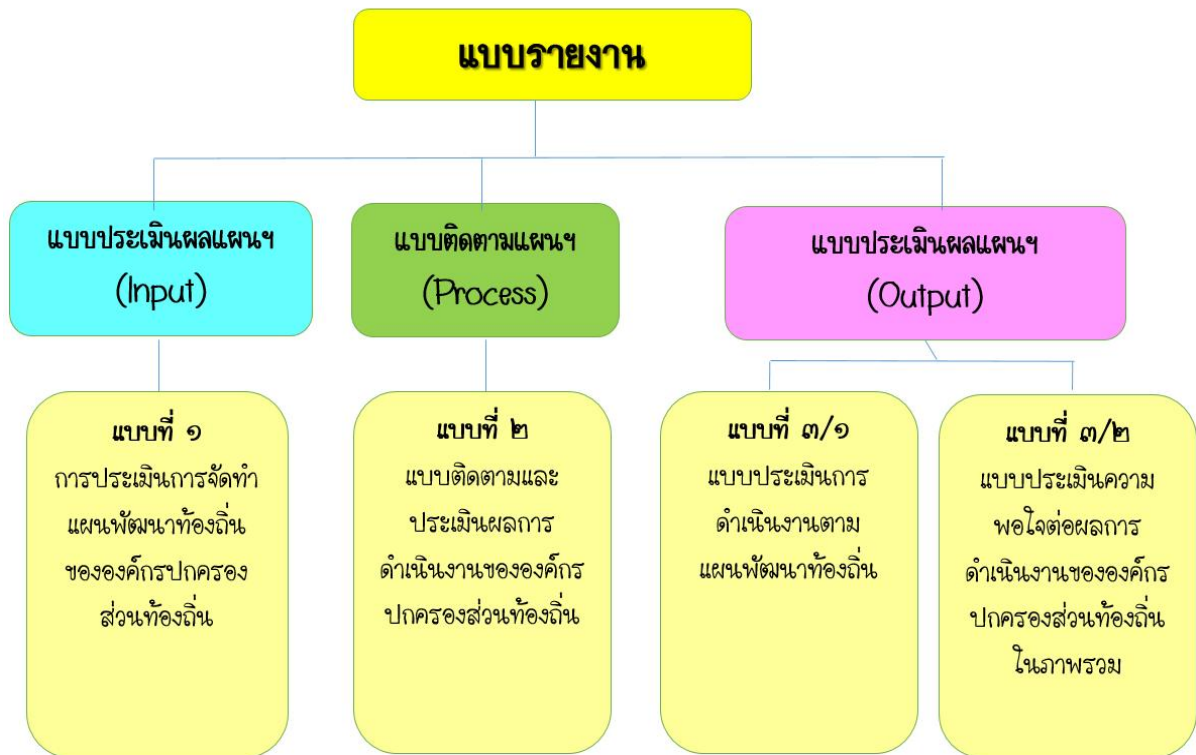 แบบรายงาน
แบบประเมินผลแผนฯ
(Input)
แบบติดตามแผนฯ
(Process)
แบบประเมินผลแผนฯ
(Output)
แบบที่ ๑
การประเมินการจัดทำ
แผนพัฒนาท้องถิ่น
ขององค์กรปกครอง
ส่วนท้องถิ่น
แบบที่ ๒
แบบติดตามและ
ประเมินผลการ
ดำเนินงานขององค์กร
ปกครองส่วนท้องถิ่น
แบบที่ ๓/๑
แบบประเมินการ
ดำเนินงานตาม
แผนพัฒนาท้องถิ่น
แบบที่ ๓/๒
แบบประเมินความ
พอใจต่อผลการ
ดำเนินงานขององค์กร
ปกครองส่วนท้องถิ่น
ในภาพรวม